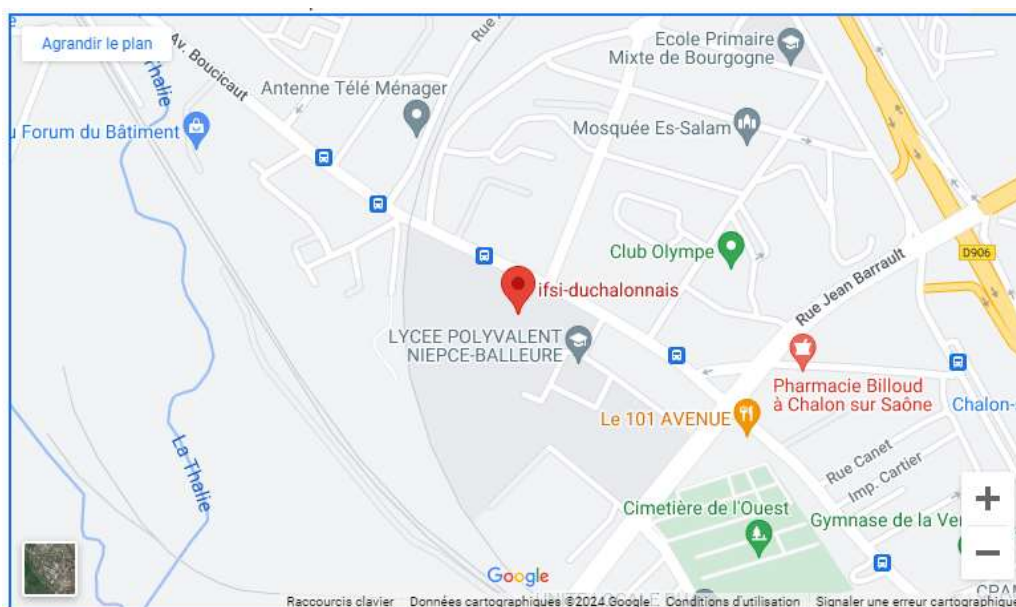 Agrandir le plan
Av. Boucicaut
Thalie
Rue
Ecole Primaire
Mixte de Bourgogne
Antenne Télé Ménager
Forum du Bâtiment
Mosquée Es-Salam
Club Olympe
D906
Rue Jean Barrault
ifsi-duchalonnais
LYCEE POLYVALENT
NIEPCE-BALLEURE
Pharmacie Billoud
à Chalon sur Saône
Chalon-s
Le 101 AVENUE
La Thalie
Rue Canet
Imp. Cartier
Cimetière de l'Ouest
Gymnase de la Ver
+
−
Google
Raccourcis clavier Données cartographiques ©2024 Google Conditions d'utilisation Signaler une erreur cartographique